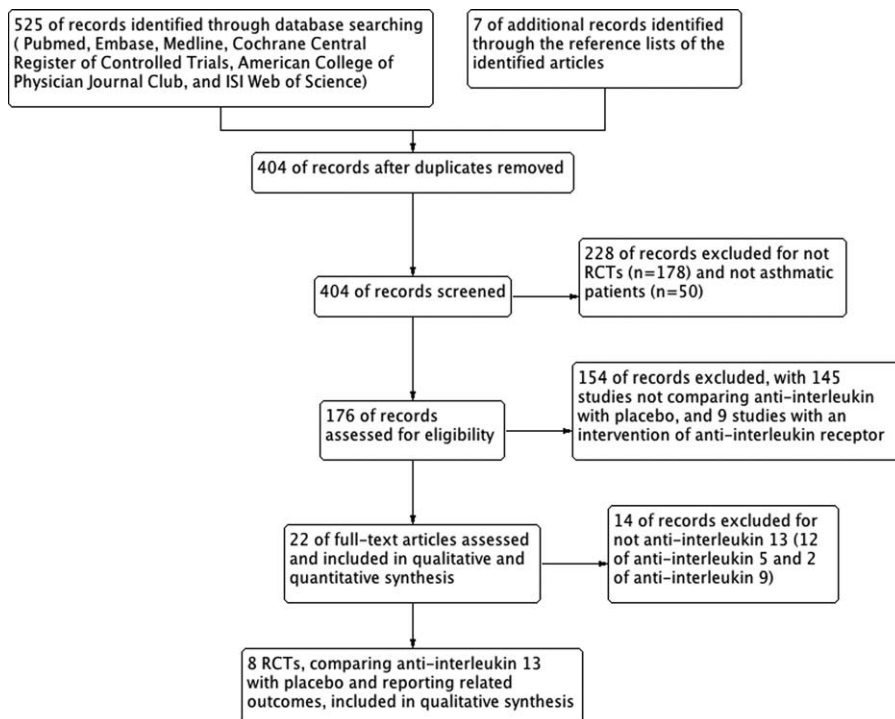 525 of records identified through database searching
( Pubmed, Embase, Medline, Cochrane Central
Register of Controlled Trials, American College of
Physician Journal Club, and ISI Web of Science)
7 of additional records identified
through the reference lists of the
identified articles
404 of records after duplicates removed
404 of records screened
228 of records excluded for not
RCTs (n=178) and not asthmatic
patients (n=50)
176 of records
assessed for eligibility
154 of records excluded, with 145
studies not comparing anti-interleukin
with placebo, and 9 studies with an
intervention of anti-interleukin receptor
22 of full-text articles assessed
and included in qualitative and
quantitative synthesis
14 of records excluded for
not anti-interleukin 13 (12
of anti-interleukin 5 and 2
of anti-interleukin 9)
8 RCTs, comparing anti-interleukin 13
with placebo and reporting related
outcomes, included in qualitative synthesis